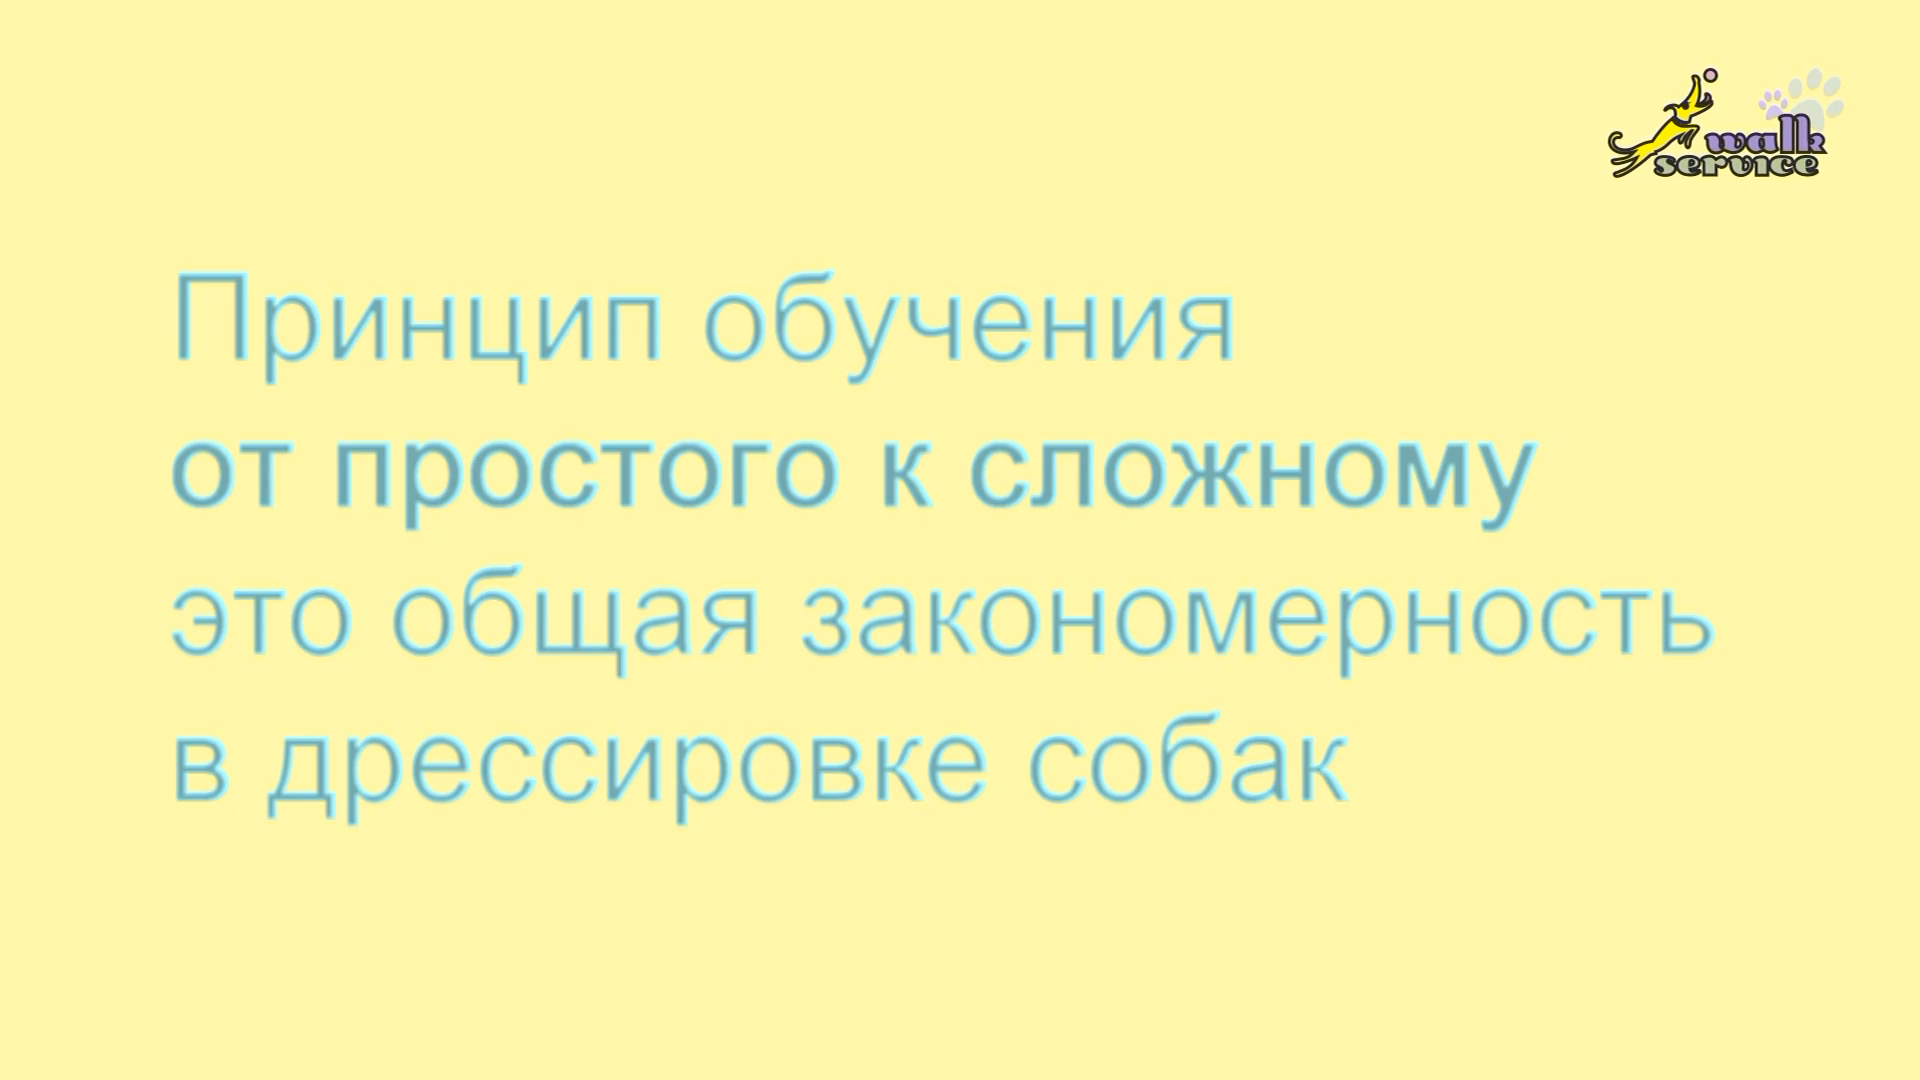 walk
service
Принцип обучения
от простого к сложному
это общая закономерность
в дрессировке собак